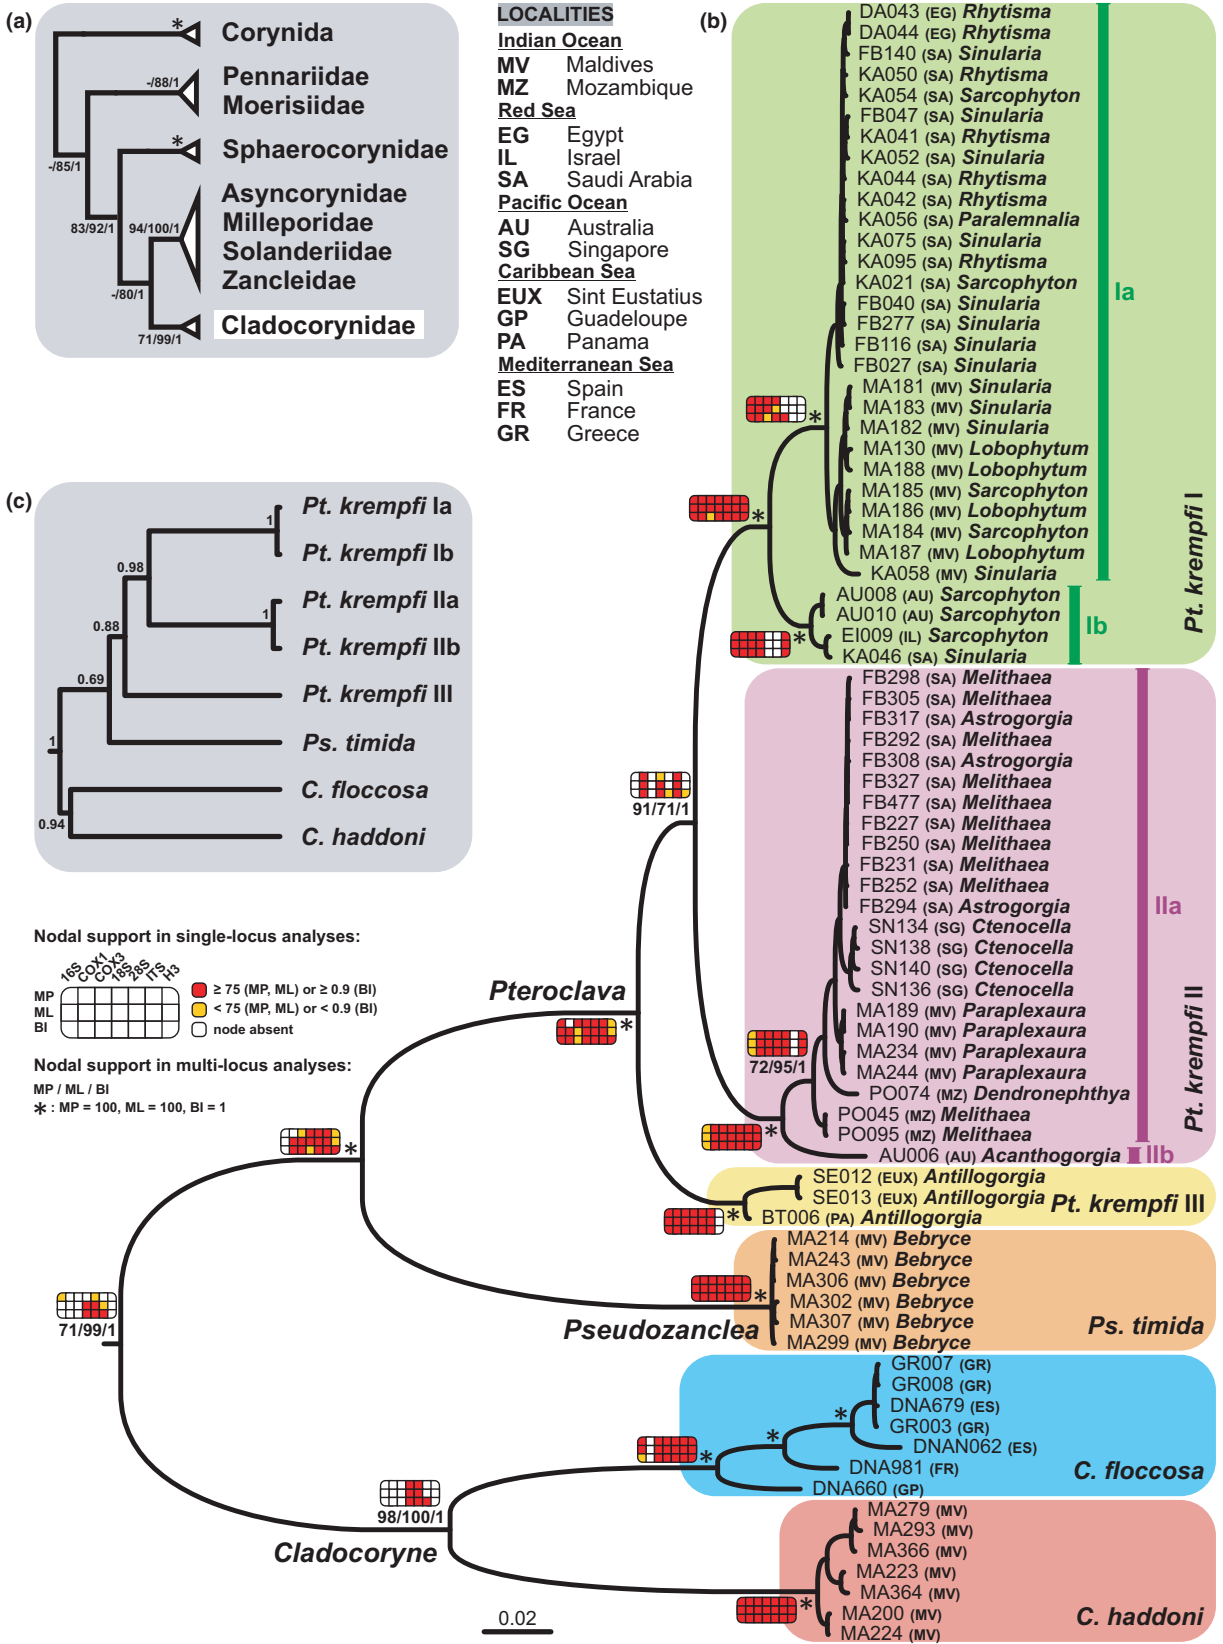 (a)
*
Corynida
-/88/1
Pennariidae
Moerisiidae
*
Sphaerocorynidae
-/85/1
83/92/1
94/100/1
Asyncorynidae
Milleporidae
Solanderiidae
Zancleidae
-/80/1
71/99/1
Cladocorynidae
LOCALITIES
Indian Ocean
MV Maldives
MZ Mozambique
Red Sea
EG Egypt
IL Israel
SA Saudi Arabia
Pacific Ocean
AU Australia
SG Singapore
Caribbean Sea
EUX Sint Eustatius
GP Guadeloupe
PA Panama
Mediterranean Sea
ES Spain
FR France
GR Greece
(c)
Pt. krempfi Ia
1
Pt. krempfi Ib
0.98
Pt. krempfi IIa
1
Pt. krempfi IIb
0.88
Pt. krempfi III
0.69
Ps. timida
1
C. floccosa
0.94
C. haddoni
Nodal support in single-locus analyses:
16S COX1 COX3 18S 28S ITS H3
MP
ML
BI
≥ 75 (MP, ML) or ≥ 0.9 (BI)
< 75 (MP, ML) or < 0.9 (BI)
node absent
Nodal support in multi-locus analyses:
MP / ML / BI
* : MP = 100, ML = 100, BI = 1
(b)
DA043 (EG) Rhytisma
DA044 (EG) Rhytisma
FB140 (SA) Sinularia
KA050 (SA) Rhytisma
KA054 (SA) Sarcophyton
FB047 (SA) Sinularia
KA041 (SA) Rhytisma
KA052 (SA) Sinularia
KA044 (SA) Rhytisma
KA042 (SA) Rhytisma
KA056 (SA) Paralemnalia
KA075 (SA) Sinularia
KA095 (SA) Rhytisma
KA021 (SA) Sarcophyton
FB040 (SA) Sinularia
FB277 (SA) Sinularia
FB116 (SA) Sinularia
FB027 (SA) Sinularia
MA181 (MV) Sinularia
MA183 (MV) Sinularia
MA182 (MV) Sinularia
MA130 (MV) Lobophytum
MA188 (MV) Lobophytum
MA185 (MV) Sarcophyton
MA186 (MV) Lobophytum
MA184 (MV) Sarcophyton
MA187 (MV) Lobophytum
KA058 (MV) Sinularia
Ia
*
*
AU008 (AU) Sarcophyton
AU010 (AU) Sarcophyton
EI009 (IL) Sarcophyton
KA046 (SA) Sinularia
Ib
*
Pt. krempfi I
FB298 (SA) Melithaea
FB305 (SA) Melithaea
FB317 (SA) Astrogorgia
FB292 (SA) Melithaea
FB308 (SA) Astrogorgia
FB327 (SA) Melithaea
FB477 (SA) Melithaea
FB227 (SA) Melithaea
FB250 (SA) Melithaea
FB231 (SA) Melithaea
FB252 (SA) Melithaea
FB294 (SA) Astrogorgia
SN134 (SG) Ctenocella
SN138 (SG) Ctenocella
SN140 (SG) Ctenocella
SN136 (SG) Ctenocella
MA189 (MV) Paraplexaura
MA190 (MV) Paraplexaura
MA234 (MV) Paraplexaura
MA244 (MV) Paraplexaura
PO074 (MZ) Dendronephthya
PO045 (MZ) Melithaea
PO095 (MZ) Melithaea
AU006 (AU) Acanthogorgia
IIa
IIb
Pt. krempfi II
91/71/1
72/95/1
*
SE012 (EUX) Antillogorgia
SE013 (EUX) Antillogorgia
BT006 (PA) Antillogorgia
Pt. krempfi III
*
Pteroclava
*
*
MA214 (MV) Bebryce
MA243 (MV) Bebryce
MA306 (MV) Bebryce
MA302 (MV) Bebryce
MA307 (MV) Bebryce
MA299 (MV) Bebryce
*
Pseudozanclea
Ps. timida
71/99/1
GR007 (GR)
GR008 (GR)
DNA679 (ES)
GR003 (GR)
DNAN062 (ES)
DNA981 (FR)
DNA660 (GP)
*
*
*
C. floccosa
98/100/1
Cladocoryne
MA279 (MV)
MA293 (MV)
MA366 (MV)
MA223 (MV)
MA364 (MV)
MA200 (MV)
MA224 (MV)
*
C. haddoni
0.02